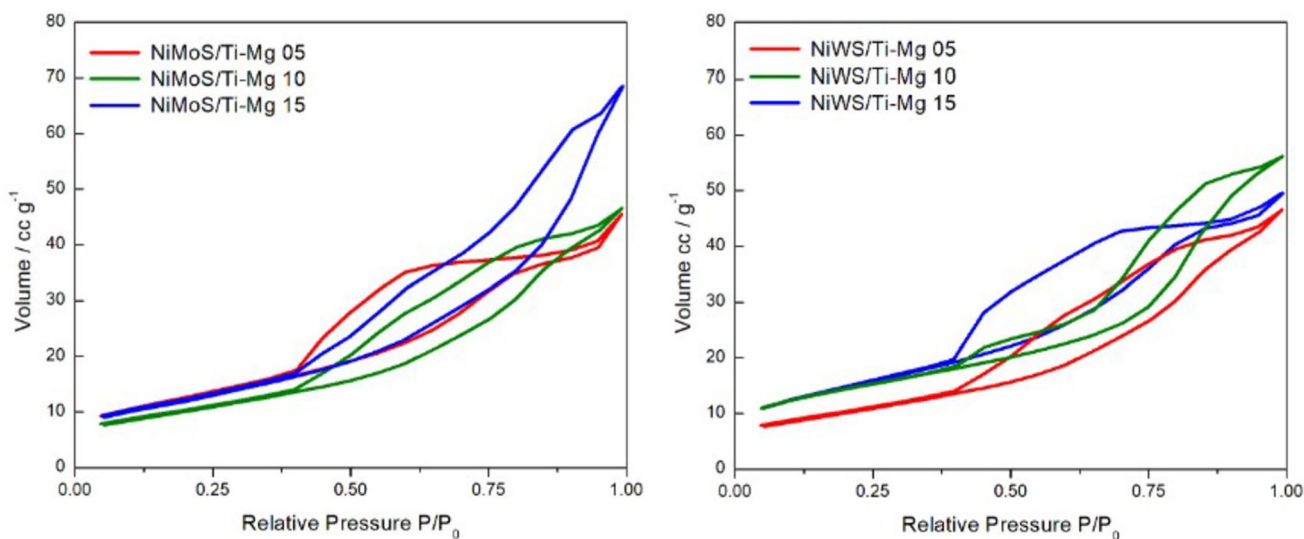 80
70
60
50
40
30
20
10
0
Volume / cc g⁻¹
NiMoS/Ti-Mg 05
NiMoS/Ti-Mg 10
NiMoS/Ti-Mg 15
0.00 0.25 0.50 0.75 1.00
Relative Pressure P/P₀
80
70
60
50
40
30
20
10
0
Volume cc / g⁻¹
NiWS/Ti-Mg 05
NiWS/Ti-Mg 10
NiWS/Ti-Mg 15
0.00 0.25 0.50 0.75 1.00
Relative Pressure P/P₀